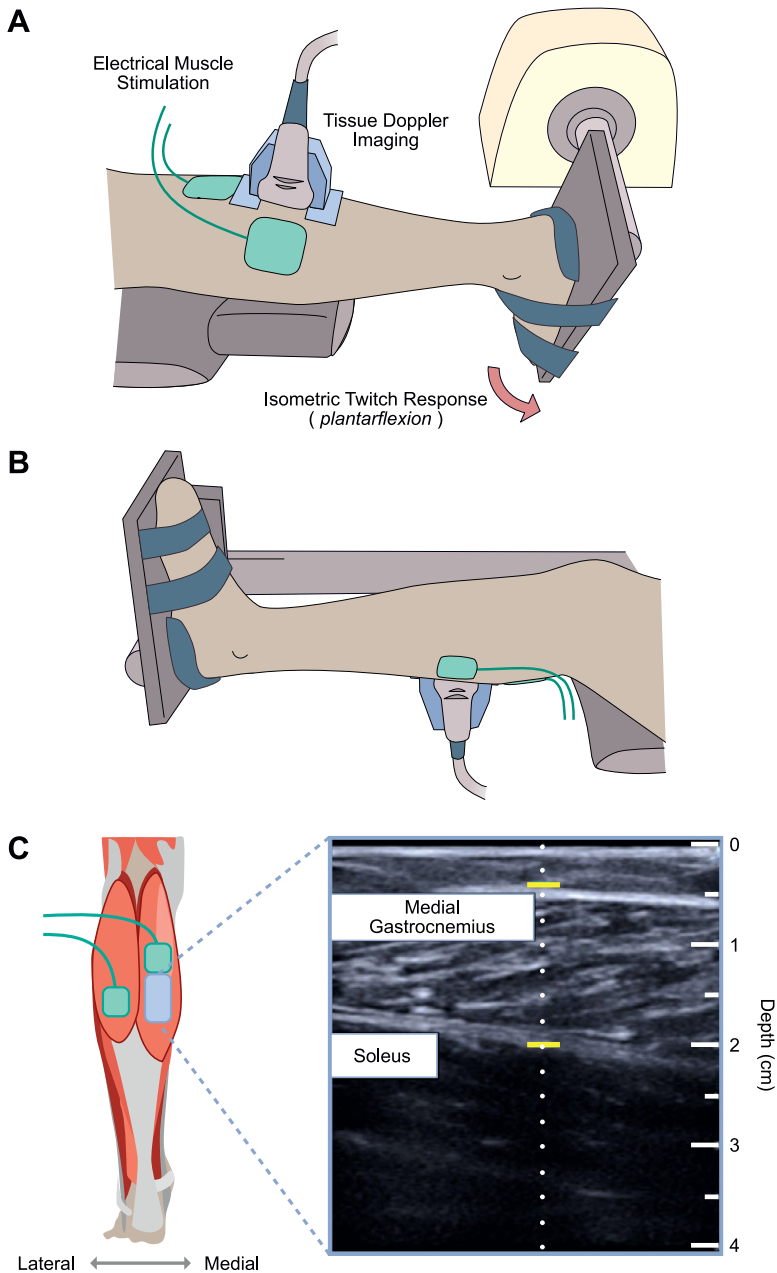 A
Electrical Muscle
Stimulation
Tissue Doppler
Imaging
Isometric Twitch Response
( plantarflexion )
B
C
Medial
Gastrocnemius
Soleus
0
1
2
3
4
Depth (cm)
Lateral
Medial